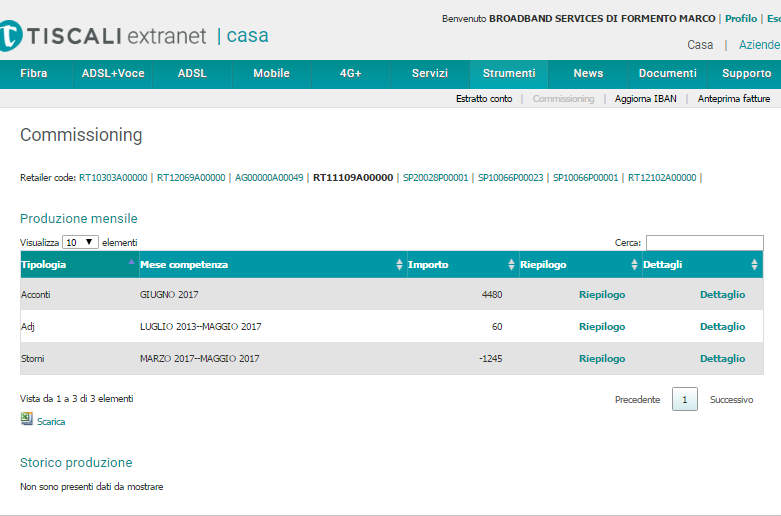 Benvenuto BROADBAND SERVICES DI FORMENTO MARCO | Profilo |
TISCALI extranet | casa
Casa | Aziende
Fibra ADSL+Voce ADSL Mobile 4G+ Servizi Strumenti News Documenti Supporto
Estratto conto | Commissioning | Aggiorna IBAN | Anteprima fatture
Commissioning
Retailer code: RT10303A00000 | RT12069A00000 | AG00000A00049 | RT11109A00000 | SP20028P00001 | SP10066P00023 | SP10066P00001 | RT12102A00000 |
Produzione mensile
Visualizza 10 elementi Cerca:
Tipologia Mese competenza Importo Riepilogo Dettagli
Acconti GIUGNO 2017 4480 Riepilogo Dettaglio
Adj LUGLIO 2013--MAGGIO 2017 60 Riepilogo Dettaglio
Storni MARZO 2017--MAGGIO 2017 -1245 Riepilogo Dettaglio
Vista da 1 a 3 di 3 elementi Precedente 1 Successivo
Scarica
Storico produzione
Non sono presenti dati da mostrare